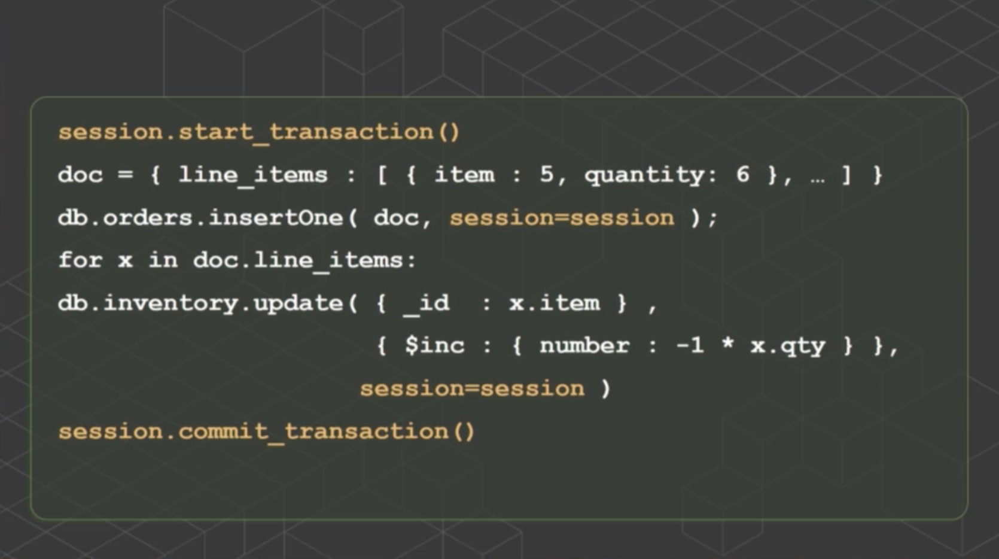 session.start_transaction()
doc = { line_items : [ { item : 5, quantity: 6 }, … ] }
db.orders.insertOne( doc, session=session );
for x in doc.line_items:
db.inventory.update( { _id  : x.item } ,
{ $inc : { number : -1 * x.qty } },
session=session )
session.commit_transaction()